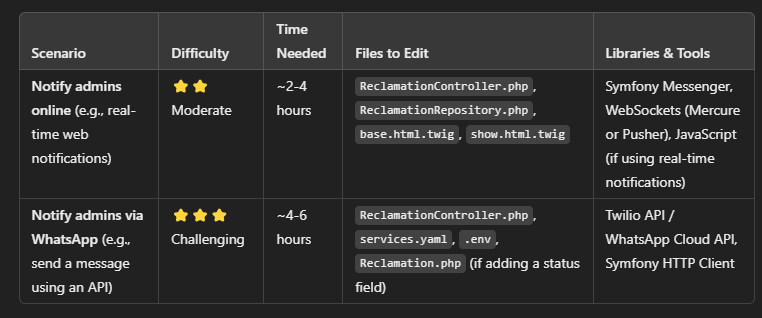 Scenario Difficulty Time Needed Files to Edit Libraries & Tools
Notify admins
online (e.g., real-
time web
notifications)
Moderate
~2-4
hours
ReclamationController.php,
ReclamationRepository.php,
base.html.twig, show.html.twig
Symfony Messenger,
WebSockets (Mercure
or Pusher), JavaScript
(if using real-time
notifications)
Notify admins via
WhatsApp (e.g.,
send a message
using an API)
Challenging
~4-6
hours
ReclamationController.php,
services.yaml, .env,
Reclamation.php (if adding a status
field)
Twilio API /
WhatsApp Cloud API,
Symfony HTTP Client